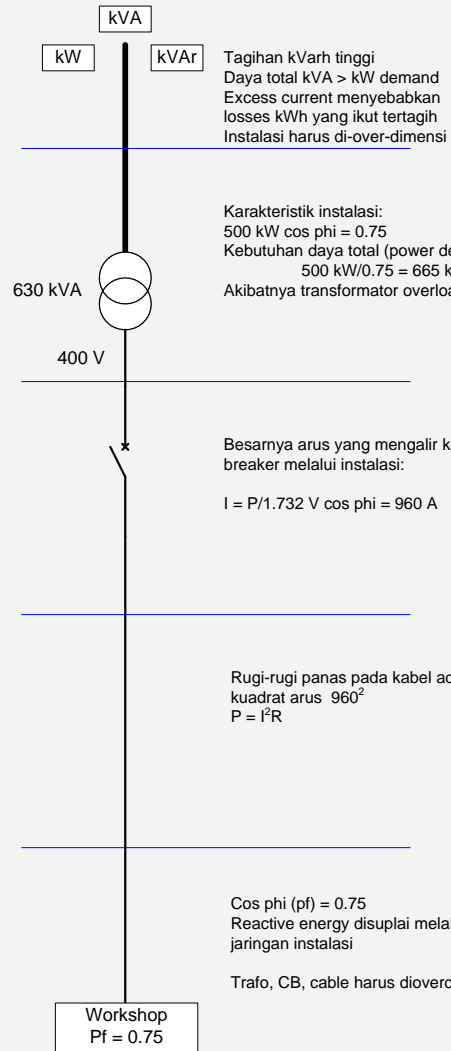 kVA
kW
kVAr
Tagihan kVarh tinggi
Daya total kVA > kW demand
Excess current menyebabkan
losses kWh yang ikut tertagih
Instalasi harus di-over-dimensi
Karakteristik instalasi:
500 kW cos phi = 0.75
Kebutuhan daya total (power
500 kW/0.75 = 665
Akibatnya transformator
630 kVA
400 V
Besarnya arus yang mengalir
breaker melalui instalasi:
I = P/1.732 V cos phi = 960 A
Rugi-rugi panas pada kabel
kuadrat arus 960²
P = I²R
Cos phi (pf) = 0.75
Reactive energy disuplai
jaringan instalasi
Trafo, CB, cable harus
Workshop
Pf = 0.75